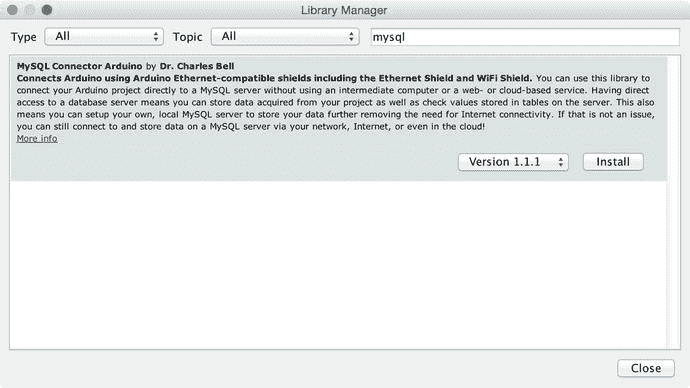 Library Manager
Type All Topic All mysql
MySQL Connector Arduino by Dr. Charles Bell
Connects Arduino using Arduino Ethernet-compatible shields including the Ethernet Shield and WiFi Shield. You can use this library to
connect your Arduino project directly to a MySQL server without using an intermediate computer or a web- or cloud-based service. Having direct
access to a database server means you can store data acquired from your project as well as check values stored in tables on the server. This also
means you can setup your own, local MySQL server to store your data further removing the need for Internet connectivity. If that is not an issue,
you can still connect to and store data on a MySQL server via your network, Internet, or even in the cloud!
More info
Version 1.1.1 Install
Close